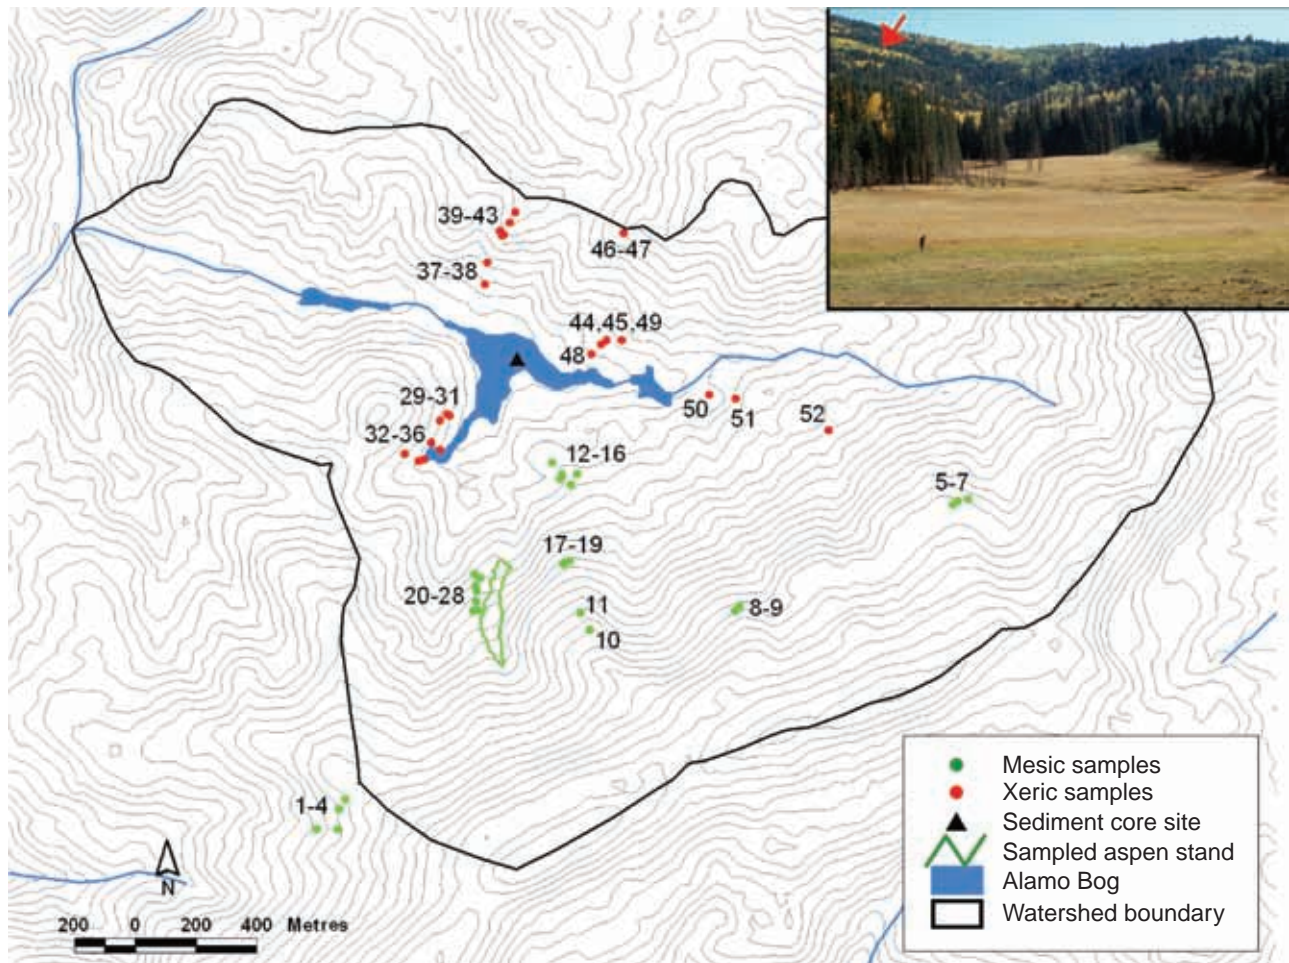 39-43
46-47
37-38
44,45,49
48
29-31
50
51
52
32-36
12-16
5-7
17-19
20-28
11
8-9
10
1-4
N
200 0 200 400 Metres
Mesic samples
Xeric samples
Sediment core site
Sampled aspen stand
Alamo Bog
Watershed boundary